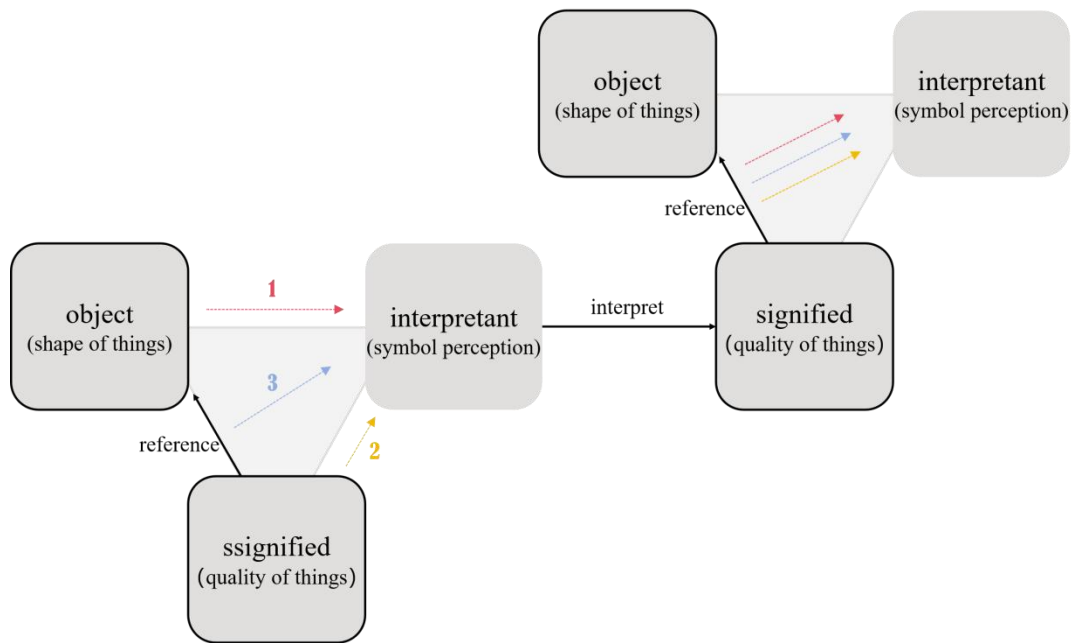 object
(shape of things)
interpretant
(symbol perception)
reference
object
(shape of things)
1
interpretant
(symbol perception)
interpret
signified
(quality of things)
3
reference
2
ssignified
(quality of things)